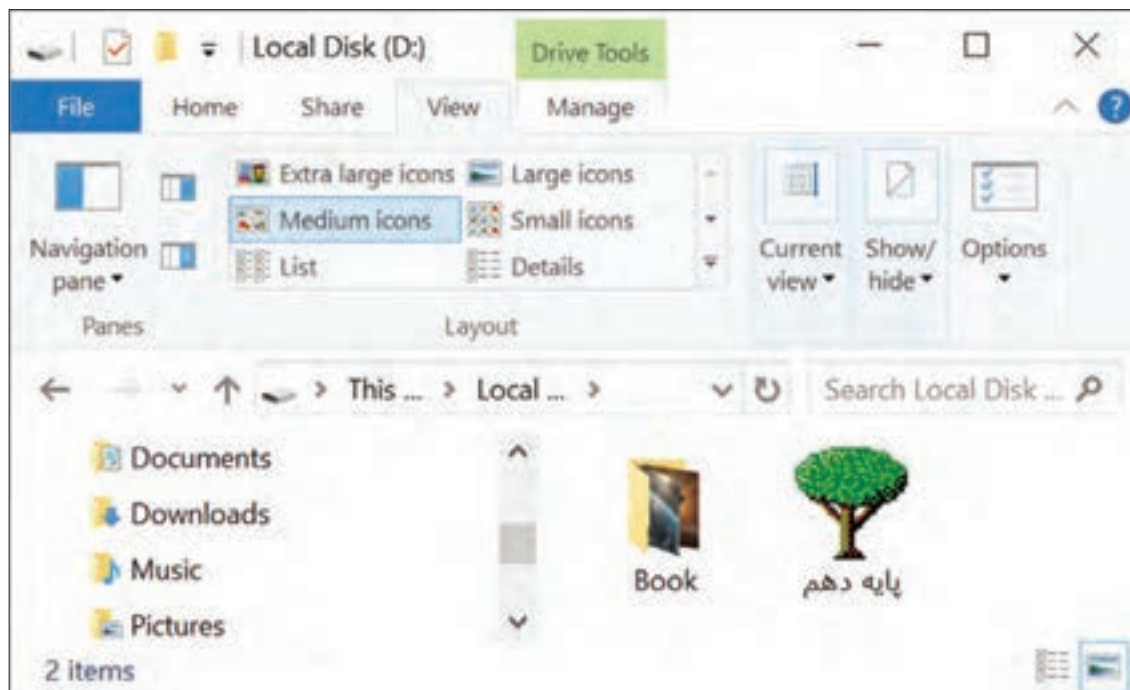 Local Disk (D:) Drive Tools
File Home Share View Manage
Extra large icons Large icons
Medium icons Small icons
List Details
Navigation pane
Current view
Show/hide
Options
Panes Layout
This ... Local ... Search Local Disk ...
Documents
Downloads
Music
Pictures
Book پایه دهم
2 items